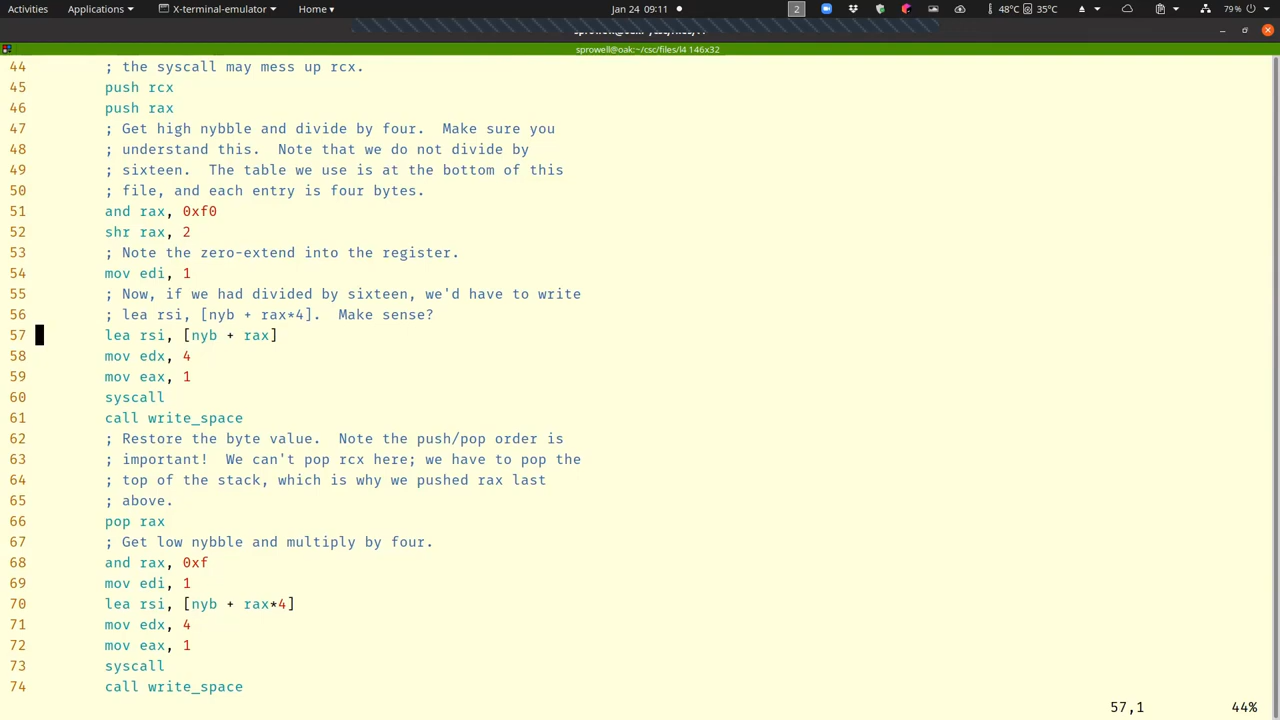 Activities Applications▾ X-terminal-emulator▾ Home▾ Jan 24 09:11 2 48°C 35°C 79%
sprowell@oak:~/csc/files/l4 146x32
44 ; the syscall may mess up rcx.
45 push rcx
46 push rax
47 ; Get high nybble and divide by four.  Make sure you
48 ; understand this.  Note that we do not divide by
49 ; sixteen.  The table we use is at the bottom of this
50 ; file, and each entry is four bytes.
51 and rax, 0xf0
52 shr rax, 2
53 ; Note the zero-extend into the register.
54 mov edi, 1
55 ; Now, if we had divided by sixteen, we'd have to write
56 ; lea rsi, [nyb + rax*4].  Make sense?
57 lea rsi, [nyb + rax]
58 mov edx, 4
59 mov eax, 1
60 syscall
61 call write_space
62 ; Restore the byte value.  Note the push/pop order is
63 ; important!  We can't pop rcx here; we have to pop the
64 ; top of the stack, which is why we pushed rax last
65 ; above.
66 pop rax
67 ; Get low nybble and multiply by four.
68 and rax, 0xf
69 mov edi, 1
70 lea rsi, [nyb + rax*4]
71 mov edx, 4
72 mov eax, 1
73 syscall
74 call write_space
57,1 44%